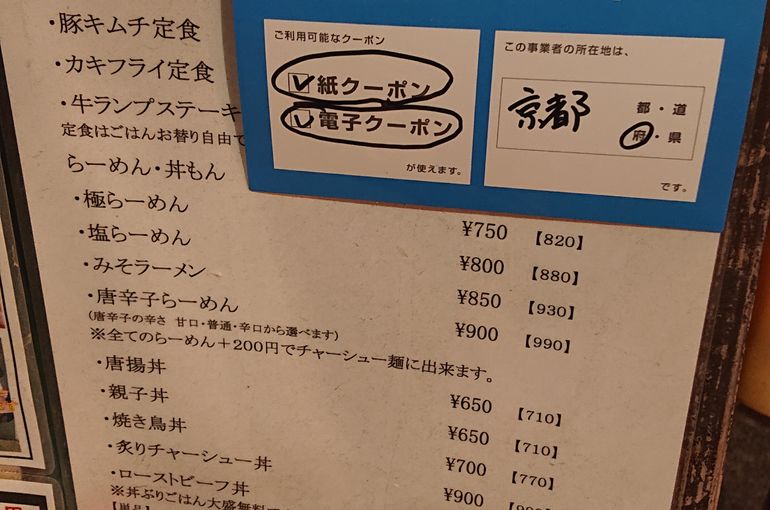 ・豚キムチ定食
・カキフライ定食
・牛ランプステーキ
定食はごはんお替り自由で
らーめん・丼もん
・極らーめん ¥750 【820】
・塩らーめん ¥800 【880】
・みそラーメン ¥850 【930】
・唐辛子らーめん ¥900 【990】
(唐辛子の辛さ 甘口・普通・辛口から選べます)
※全てのらーめん＋200円でチャーシュー麺に出来ます。
・唐揚丼 ¥650 【710】
・親子丼 ¥650 【710】
・焼き鳥丼 ¥700 【770】
・炙りチャーシュー丼 ¥900
・ローストビーフ丼
※丼ぶりごはん大盛無料
【単品】
ご利用可能なクーポン
紙クーポン
電子クーポン
が使えます。
この事業者の所在地は、
京都 都・道
府・県
です。